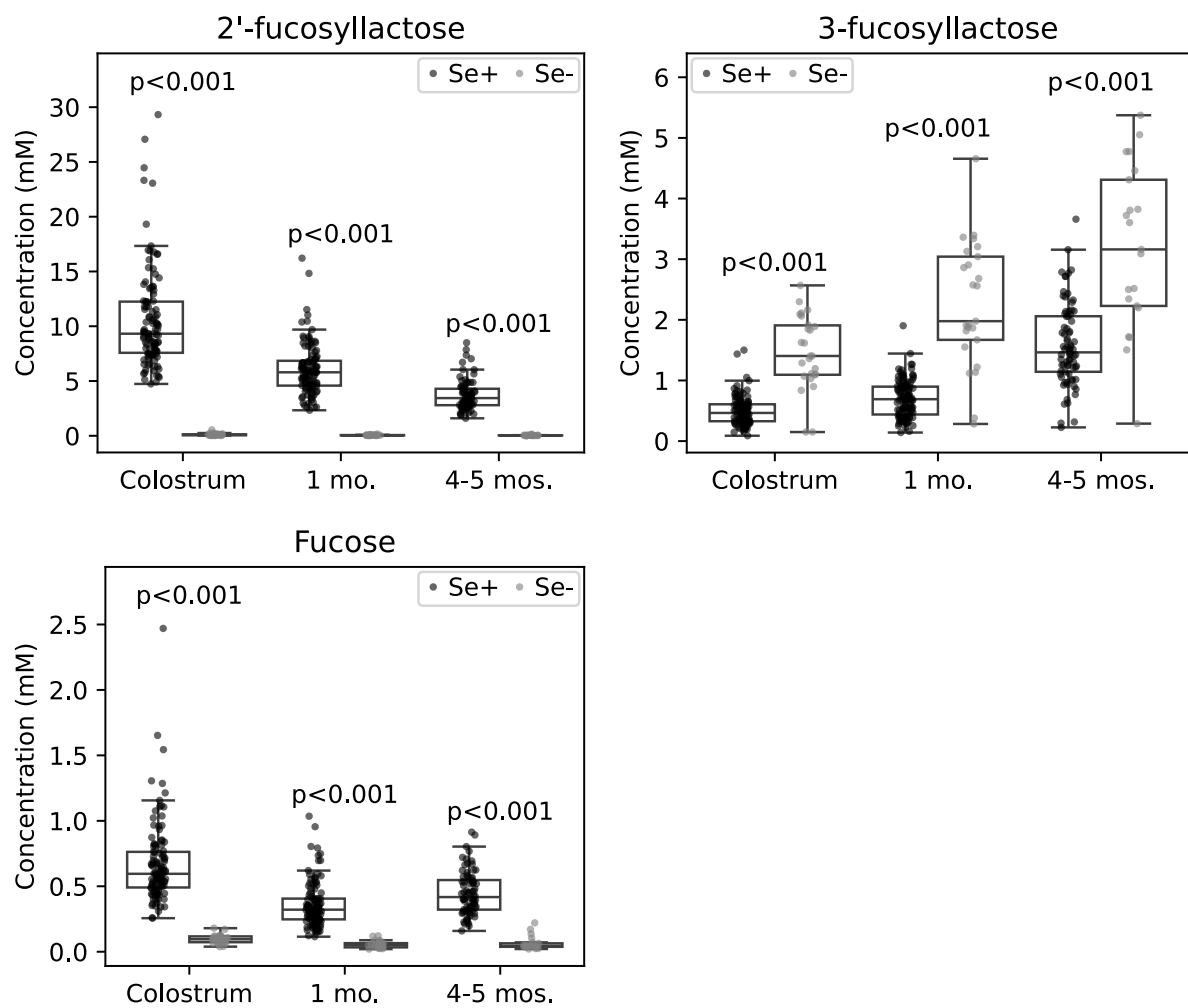 2'-fucosyllactose
Concentration (mM)
30
25
20
15
10
5
0
Se+ Se-
p<0.001
p<0.001
p<0.001
Colostrum 1 mo. 4-5 mos.
3-fucosyllactose
Concentration (mM)
6
5
4
3
2
1
0
Se+ Se-
p<0.001
p<0.001
p<0.001
Colostrum 1 mo. 4-5 mos.
Fucose
Concentration (mM)
2.5
2.0
1.5
1.0
0.5
0.0
Se+ Se-
p<0.001
p<0.001
p<0.001
Colostrum 1 mo. 4-5 mos.